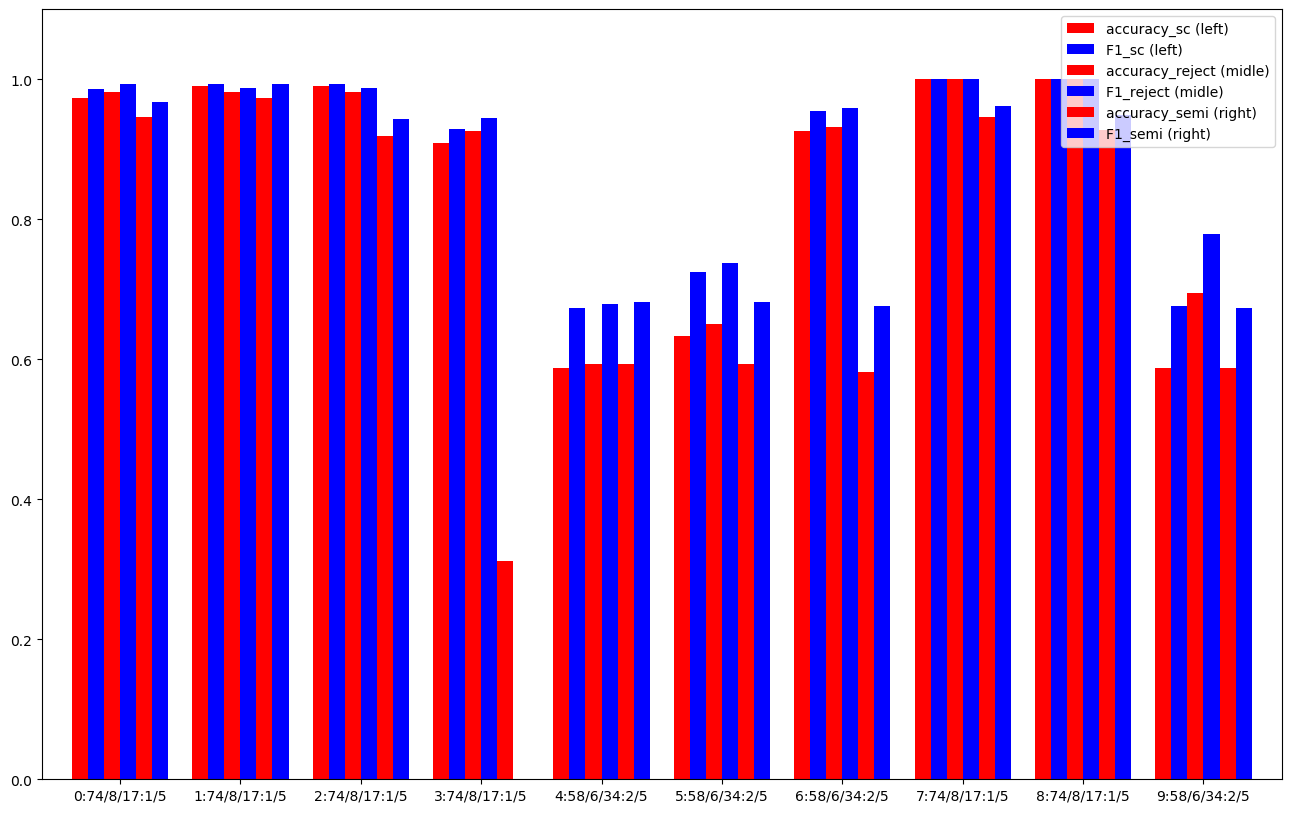 accuracy_sc (left)
F1_sc (left)
accuracy_reject (midle)
F1_reject (midle)
accuracy_semi (right)
F1_semi (right)
1.0
0.8
0.6
0.4
0.2
0.0
0:74/8/17:1/5 1:74/8/17:1/5 2:74/8/17:1/5 3:74/8/17:1/5 4:58/6/34:2/5 5:58/6/34:2/5 6:58/6/34:2/5 7:74/8/17:1/5 8:74/8/17:1/5 9:58/6/34:2/5